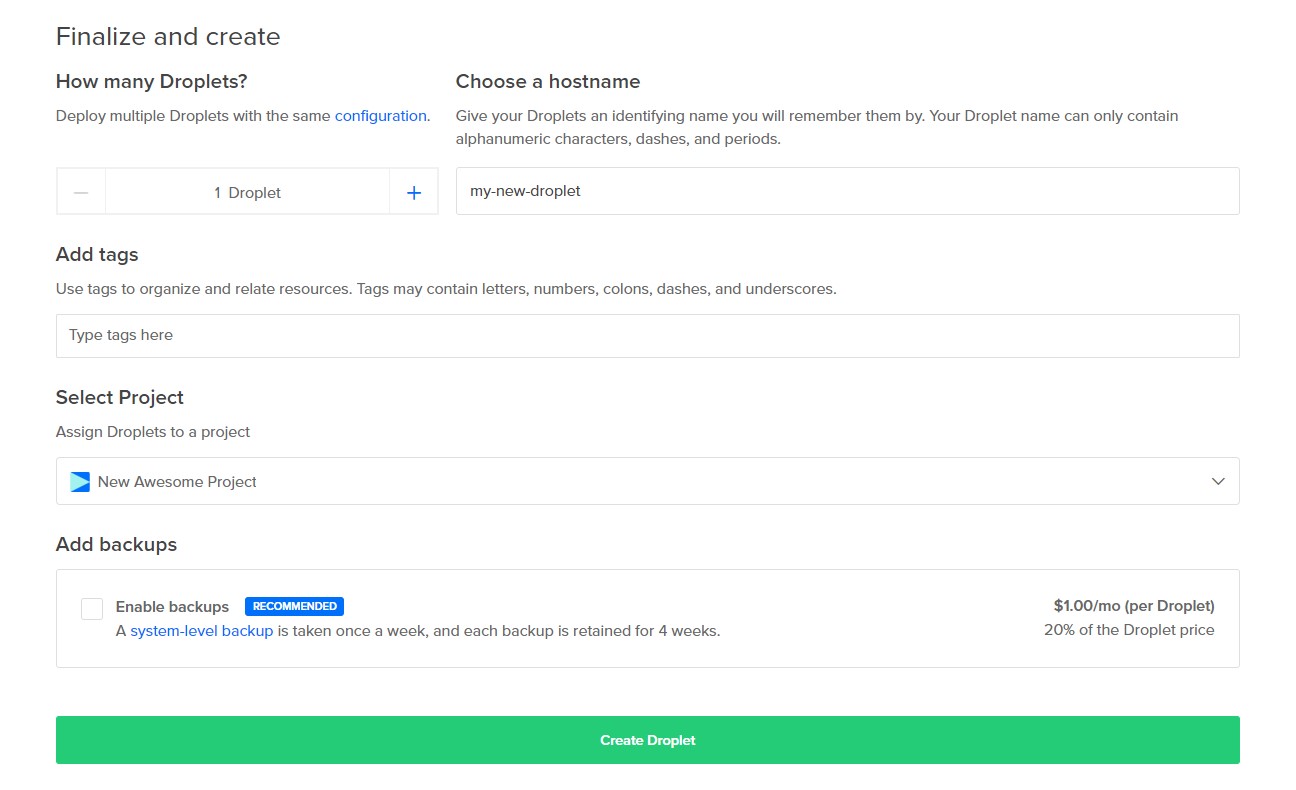 Finalize and create
How many Droplets?
Deploy multiple Droplets with the same configuration.
1 Droplet
Choose a hostname
Give your Droplets an identifying name you will remember them by. Your Droplet name can only contain
alphanumeric characters, dashes, and periods.
my-new-droplet
Add tags
Use tags to organize and relate resources. Tags may contain letters, numbers, colons, dashes, and underscores.
Type tags here
Select Project
Assign Droplets to a project
New Awesome Project
Add backups
Enable backups RECOMMENDED
A system-level backup is taken once a week, and each backup is retained for 4 weeks.
$1.00/mo (per Droplet)
20% of the Droplet price
Create Droplet